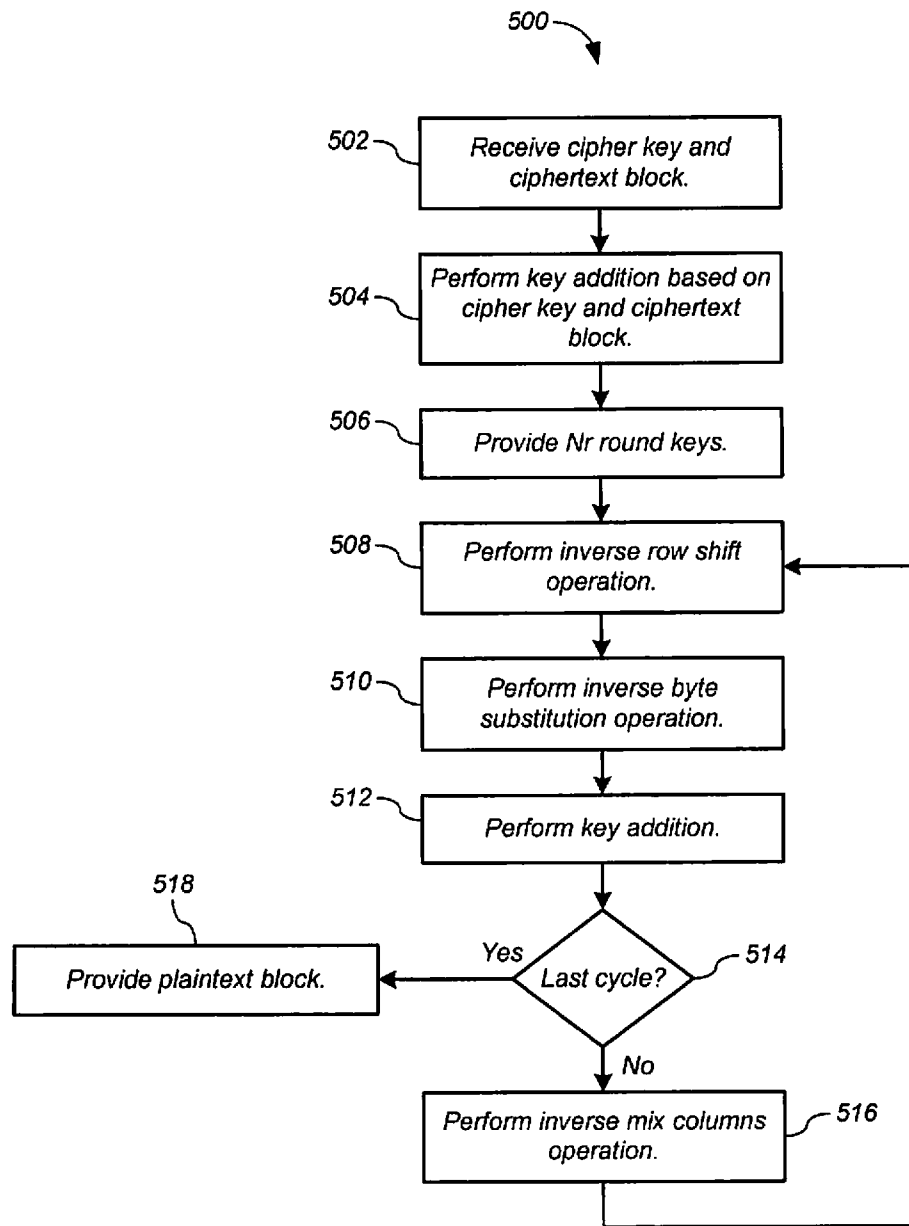 500
502
Receive cipher key and
ciphertext block.
504
Perform key addition based on
cipher key and ciphertext
block.
506
Provide Nr round keys.
508
Perform inverse row shift
operation.
510
Perform inverse byte
substitution operation.
512
Perform key addition.
518
Provide plaintext block.
Yes
Last cycle?
514
No
Perform inverse mix columns
operation.
516